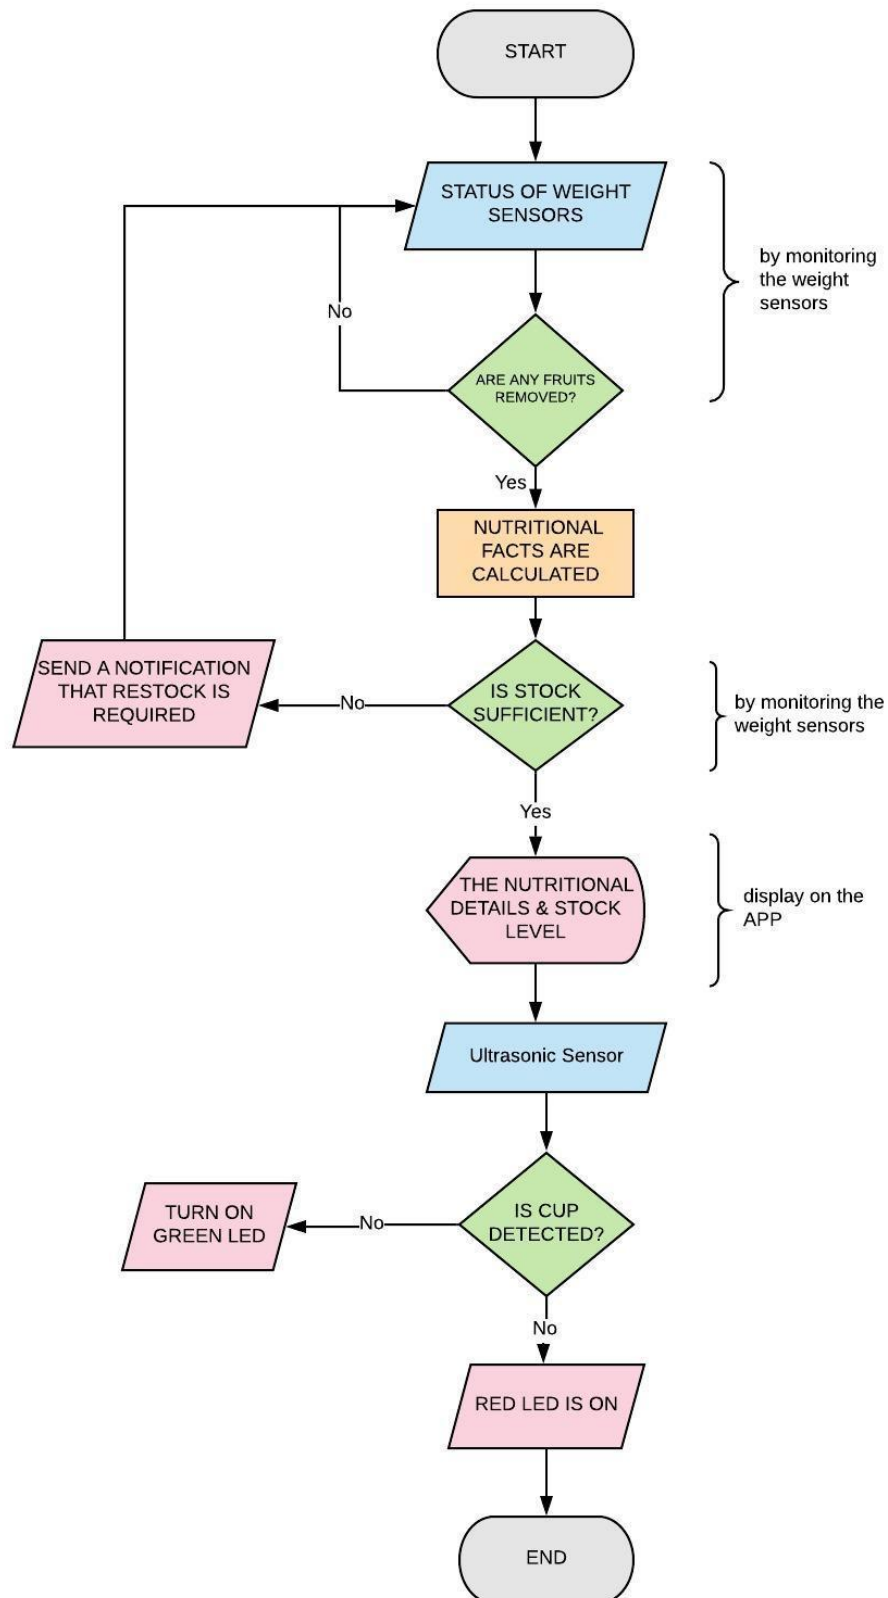 START
STATUS OF WEIGHT
SENSORS
by monitoring
the weight
sensors
No
ARE ANY FRUITS
REMOVED?
Yes
NUTRITIONAL
FACTS ARE
CALCULATED
SEND A NOTIFICATION
THAT RESTOCK IS
REQUIRED
No
IS STOCK
SUFFICIENT?
by monitoring the
weight sensors
Yes
THE NUTRITIONAL
DETAILS & STOCK
LEVEL
display on the
APP
Ultrasonic Sensor
TURN ON
GREEN LED
No
IS CUP
DETECTED?
No
RED LED IS ON
END